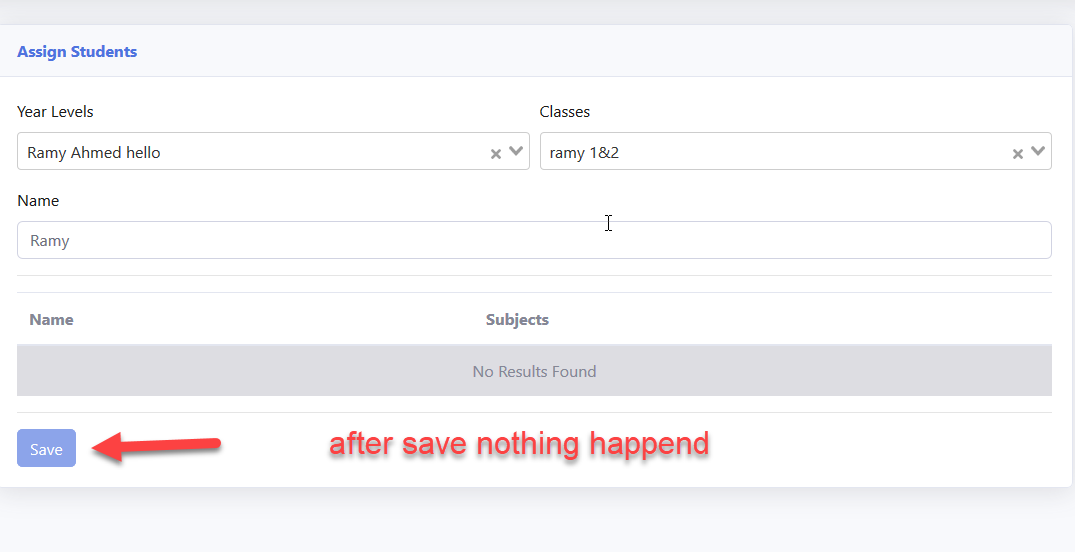 Assign Students
Year Levels
Classes
Ramy Ahmed hello
ramy 1&2
Name
Ramy
Name
Subjects
No Results Found
Save
after save nothing happend